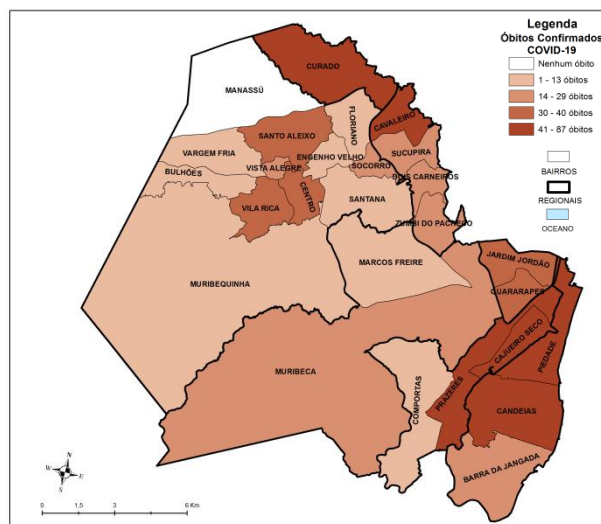 Legenda
Óbitos Confirmados
COVID-19
Nenhum óbito
1 - 13 óbitos
14 - 29 óbitos
30 - 40 óbitos
41 - 87 óbitos
BAIRROS
REGIONAIS
OCEANO
CURADO
MANASSÚ
FLORIANO
CAVALEIRO
SANTO ALEIXO
VARGEM FRIA
ENGENHO VELHO
SUCUPIRA
VISTA ALEGRE
SOCORRO
BULHÕES
DOIS CARNEIROS
CENTRO
VILA RICA
SANTANA
ZUMBI DO PACHECO
MARCOS FREIRE
JARDIM JORDÃO
MURIBEQUINHA
GUARARAPES
CAJUEIRO SECO
PIEDADE
MURIBECA
COMPORTAS
PRAZERES
CANDEIAS
BARRA DA JANGADA
N
W
E
S
0 1,5 3 6 Km